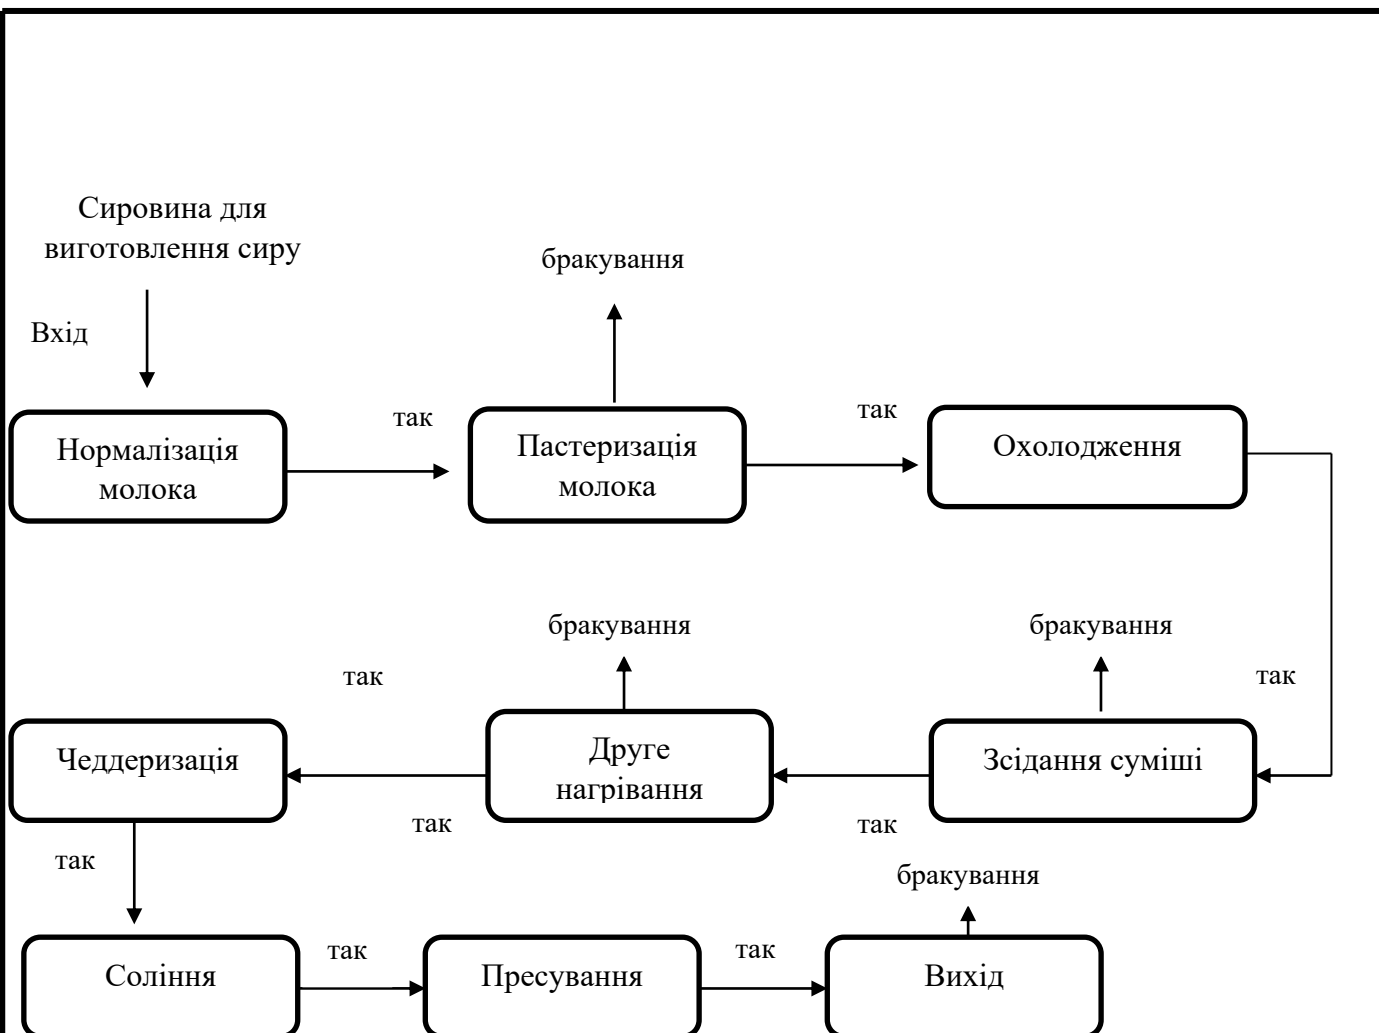 Сировина для
виготовлення сиру
бракування
Вхід
так
так
Нормалізація
молока
Пастеризація
молока
Охолодження
бракування
бракування
так
так
Чеддеризація
Друге
нагрівання
Зсідання суміші
так
так
так
бракування
так
так
Соління
Пресування
Вихід